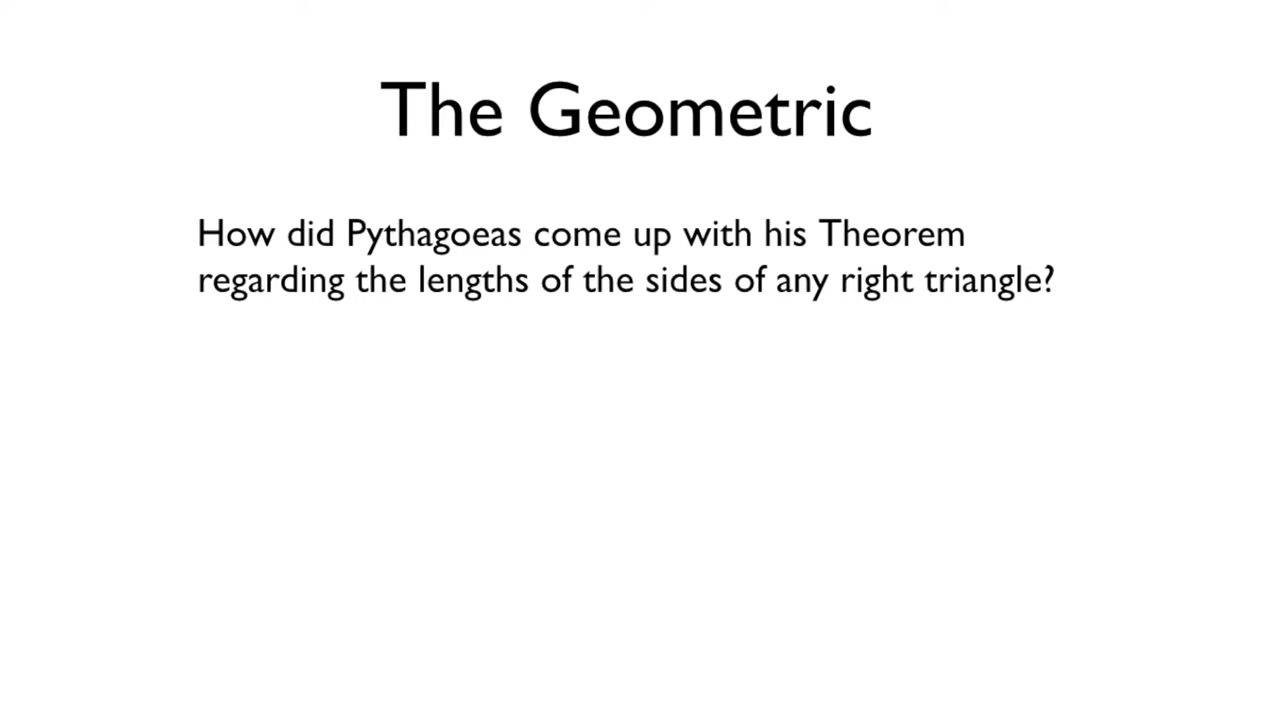 The Geometric
How did Pythagoeas come up with his Theorem
regarding the lengths of the sides of any right triangle?